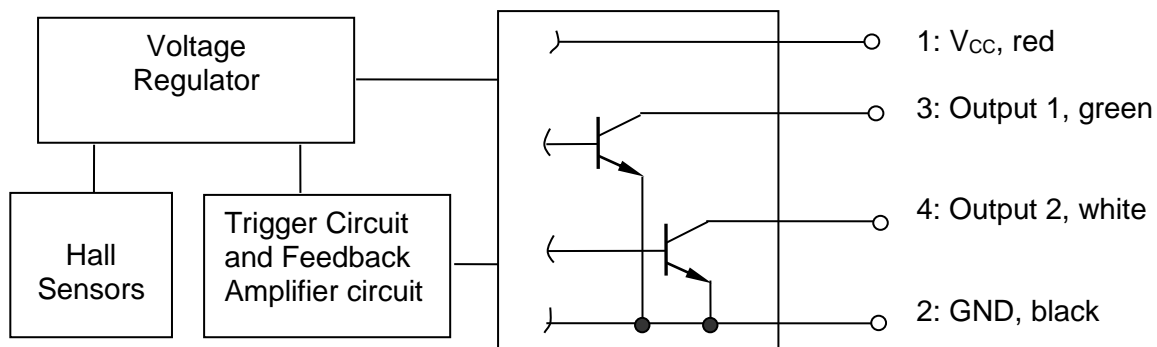 Voltage
Regulator
Hall
Sensors
Trigger Circuit
and Feedback
Amplifier circuit
1: VCC, red
3: Output 1, green
4: Output 2, white
2: GND, black